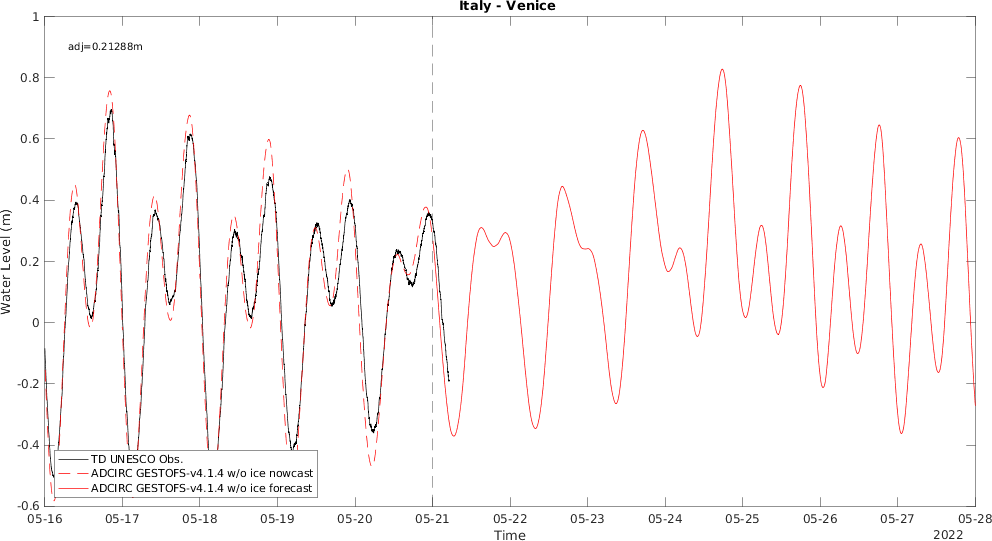 Italy - Venice
adj=0.21288m
Water Level (m)
1
0.8
0.6
0.4
0.2
0
-0.2
-0.4
-0.6
TD UNESCO Obs.
ADCIRC GESTOFS-v4.1.4 w/o ice nowcast
ADCIRC GESTOFS-v4.1.4 w/o ice forecast
05-16 05-17 05-18 05-19 05-20 05-21 05-22 05-23 05-24 05-25 05-26 05-27 05-28
Time
2022